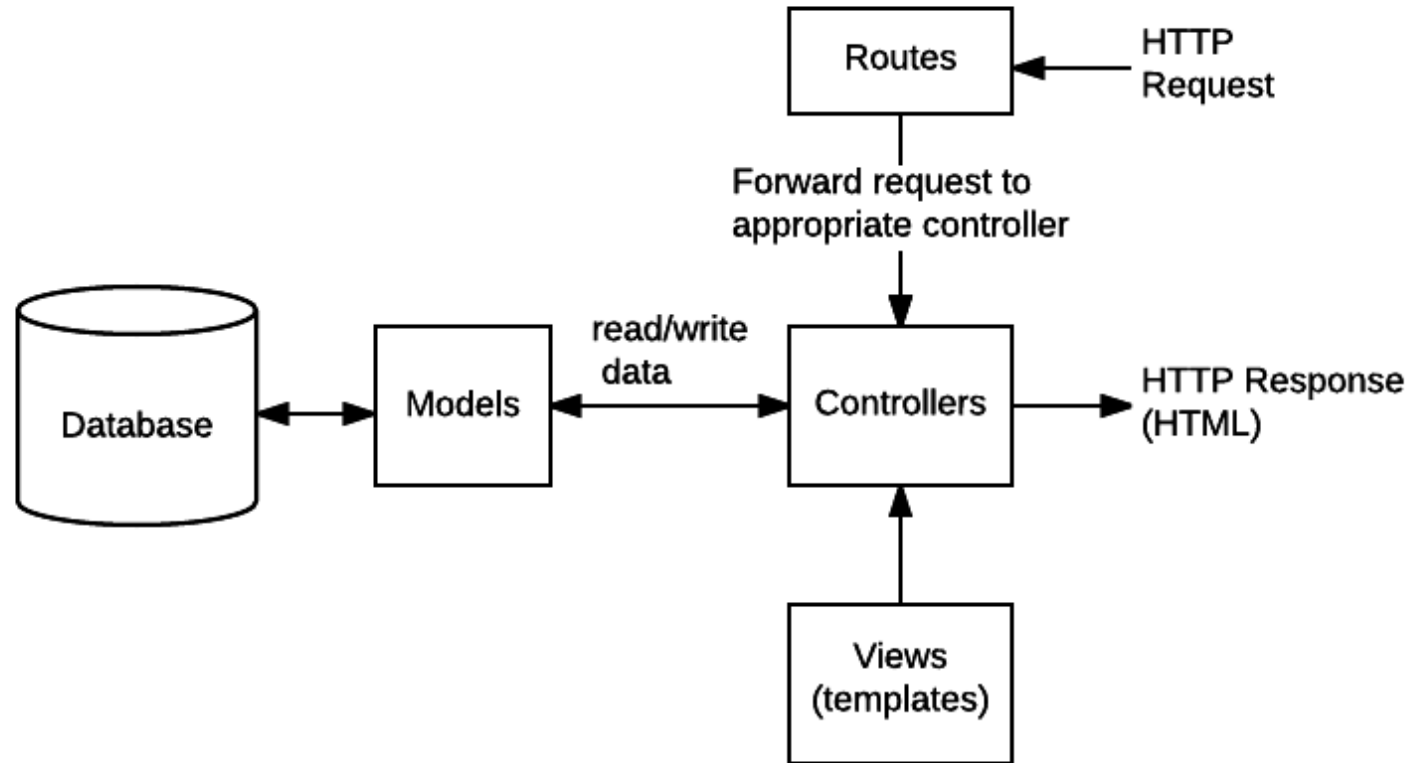 Routes
HTTP
Request
Forward request to
appropriate controller
read/write
data
Database
Models
Controllers
HTTP Response
(HTML)
Views
(templates)